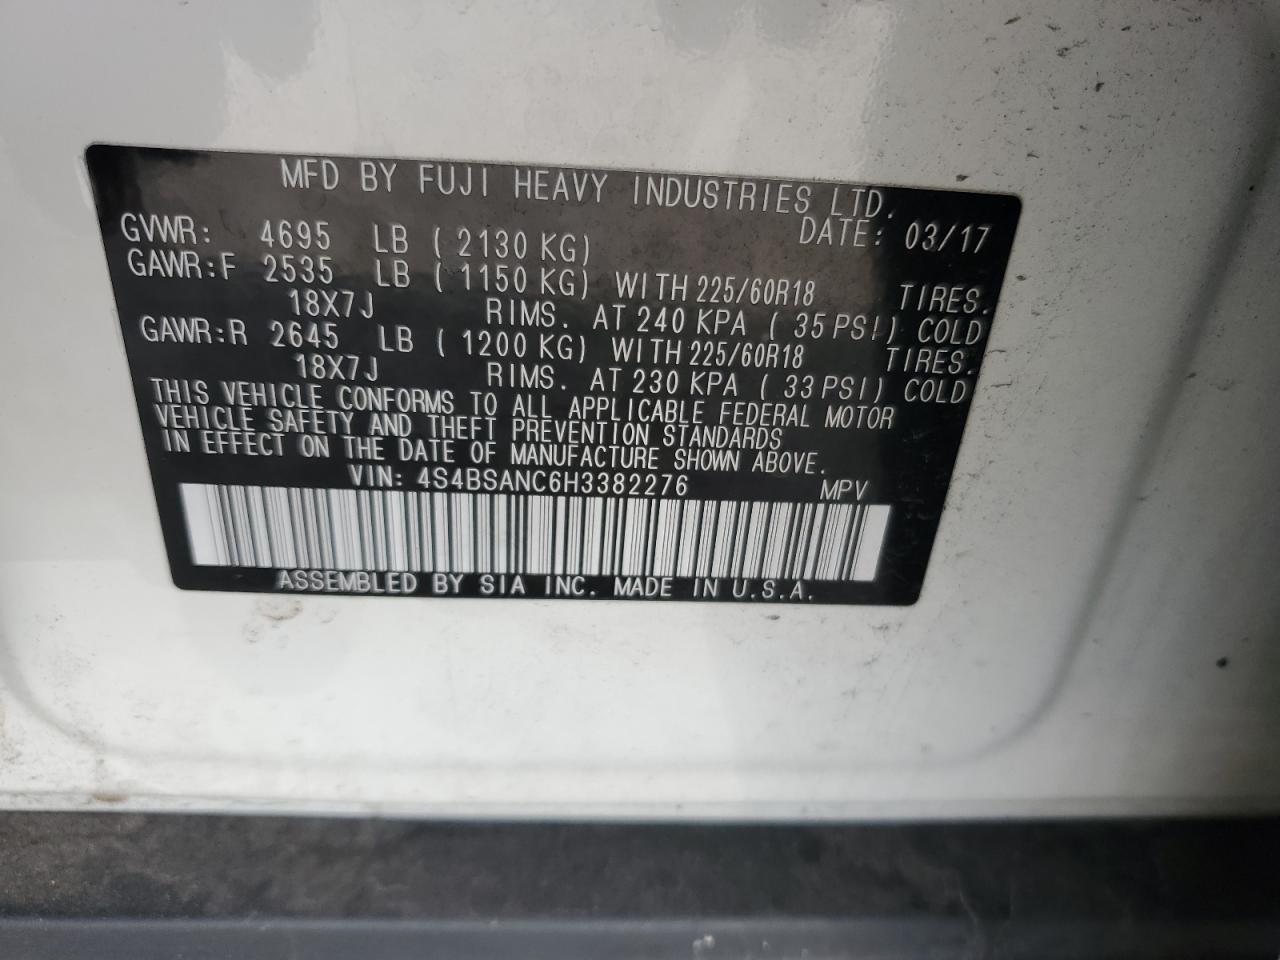 MFD BY FUJI HEAVY INDUSTRIES LTD.
DATE: 03/17
GVWR: 4695 LB ( 2130 KG)
GAWR:F 2535 LB ( 1150 KG) WITH 225/60R18 TIRES.
18X7J RIMS. AT 240 KPA ( 35 PSI) COLD
GAWR:R 2645 LB ( 1200 KG) WITH 225/60R18 TIRES.
18X7J RIMS. AT 230 KPA ( 33 PSI) COLD
THIS VEHICLE CONFORMS TO ALL APPLICABLE FEDERAL MOTOR
VEHICLE SAFETY AND THEFT PREVENTION STANDARDS
IN EFFECT ON THE DATE OF MANUFACTURE SHOWN ABOVE.
VIN: 4S4BSANC6H3382276 MPV
ASSEMBLED BY SIA INC. MADE IN U.S.A.